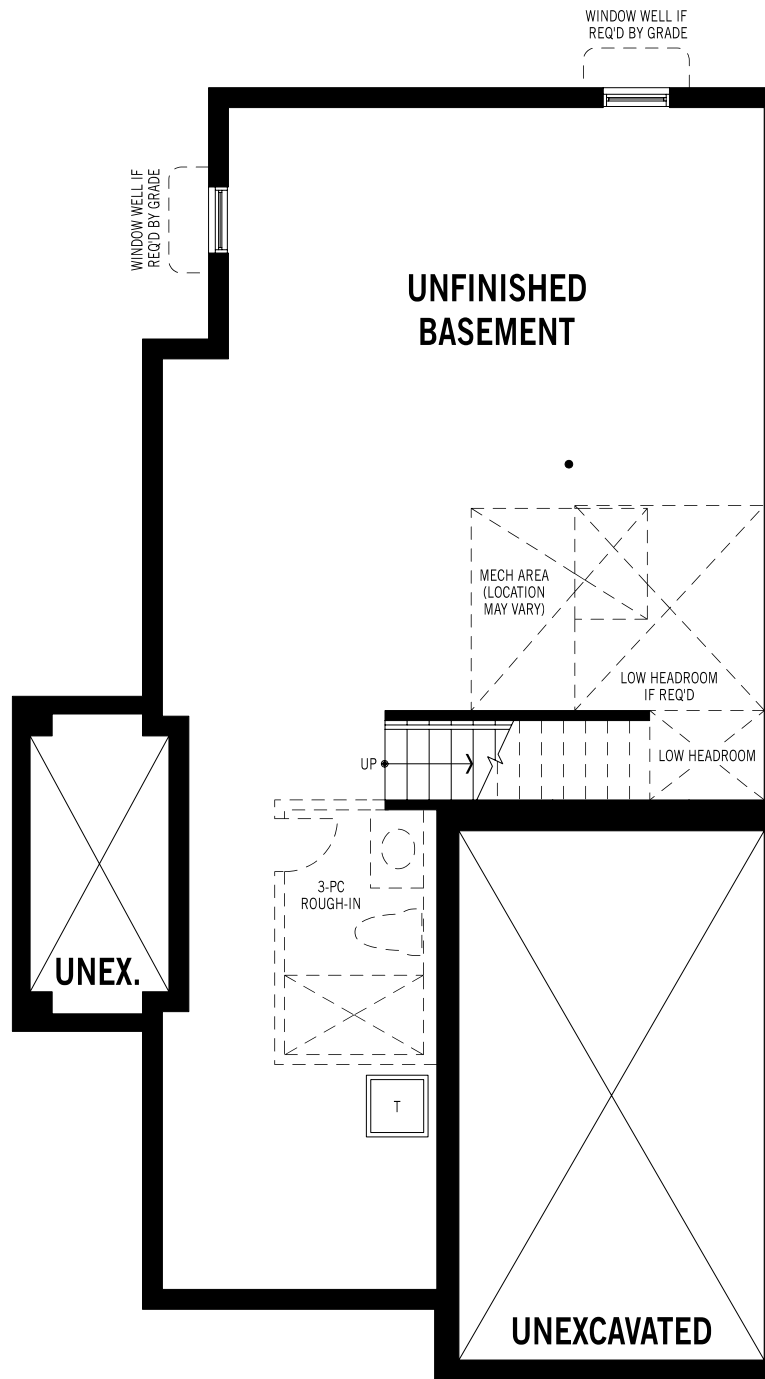 WINDOW WELL IF
REQ'D BY GRADE
WINDOW WELL IF
REQ'D BY GRADE
UNFINISHED
BASEMENT
MECH AREA
(LOCATION
MAY VARY)
LOW HEADROOM
IF REQ'D
LOW HEADROOM
UP
3-PC
ROUGH-IN
UNEX.
T
UNEXCAVATED